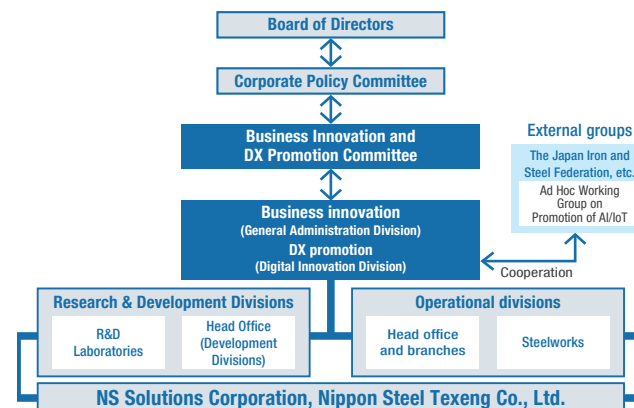 Board of Directors
Corporate Policy Committee
Business Innovation and
DX Promotion Committee
External groups
The Japan Iron and
Steel Federation, etc.
Ad Hoc Working
Group on
Promotion of AI/IoT
Business innovation
(General Administration Division)
DX promotion
(Digital Innovation Division)
Cooperation
Research & Development Divisions
R&D
Laboratories
Head Office
(Development
Divisions)
Operational divisions
Head office
and branches
Steelworks
NS Solutions Corporation, Nippon Steel Texeng Co., Ltd.